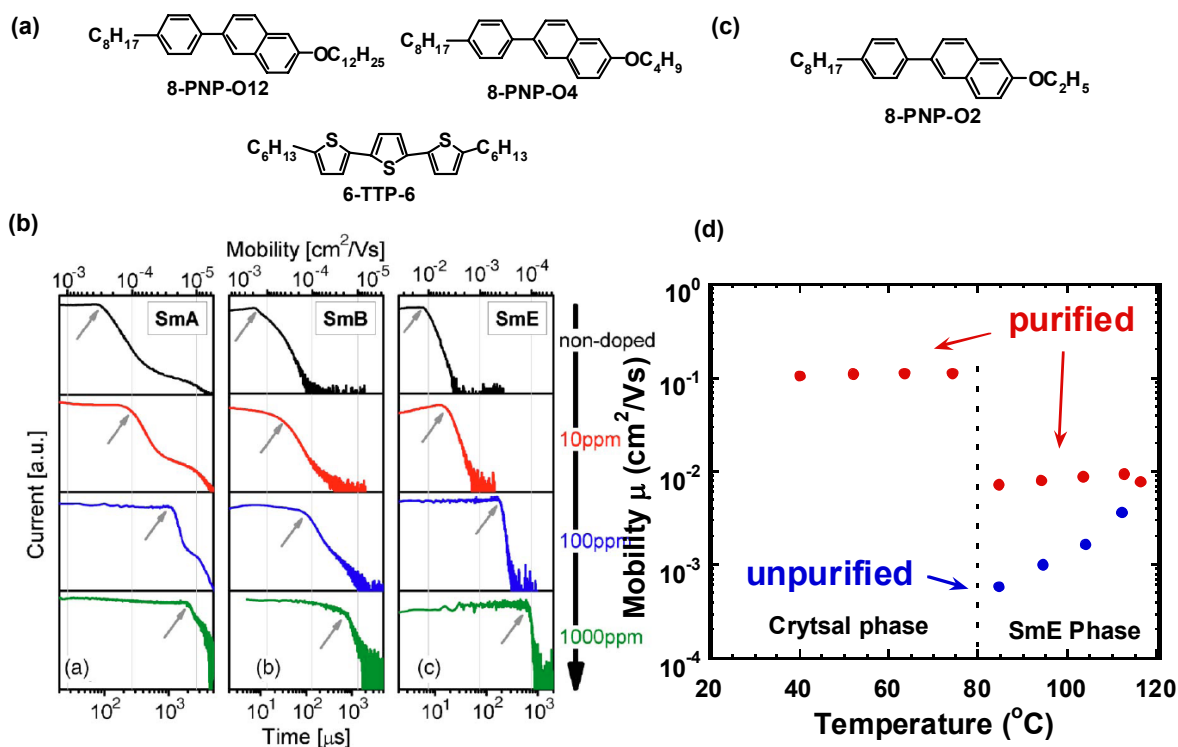 (a)
C8H17
OC12H25
8-PNP-O12
C8H17
OC4H9
8-PNP-O4
C6H13
S
S
S
C6H13
6-TTP-6
(c)
C8H17
OC2H5
8-PNP-O2
(b)
Mobility [cm²/Vs]
10⁻³ 10⁻⁴ 10⁻⁵
10⁻³ 10⁻⁴ 10⁻⁵
10⁻² 10⁻³ 10⁻⁴
SmA
SmB
SmE
non-doped
10ppm
100ppm
1000ppm
Current [a.u.]
(a)
(b)
(c)
10² 10³
10¹ 10² 10³
10¹ 10² 10³
Time [μs]
(d)
Mobility μ (cm²/Vs)
10⁰
10⁻¹
10⁻²
10⁻³
10⁻⁴
purified
unpurified
Crytsal phase
SmE Phase
20 40 60 80 100 120
Temperature (°C)